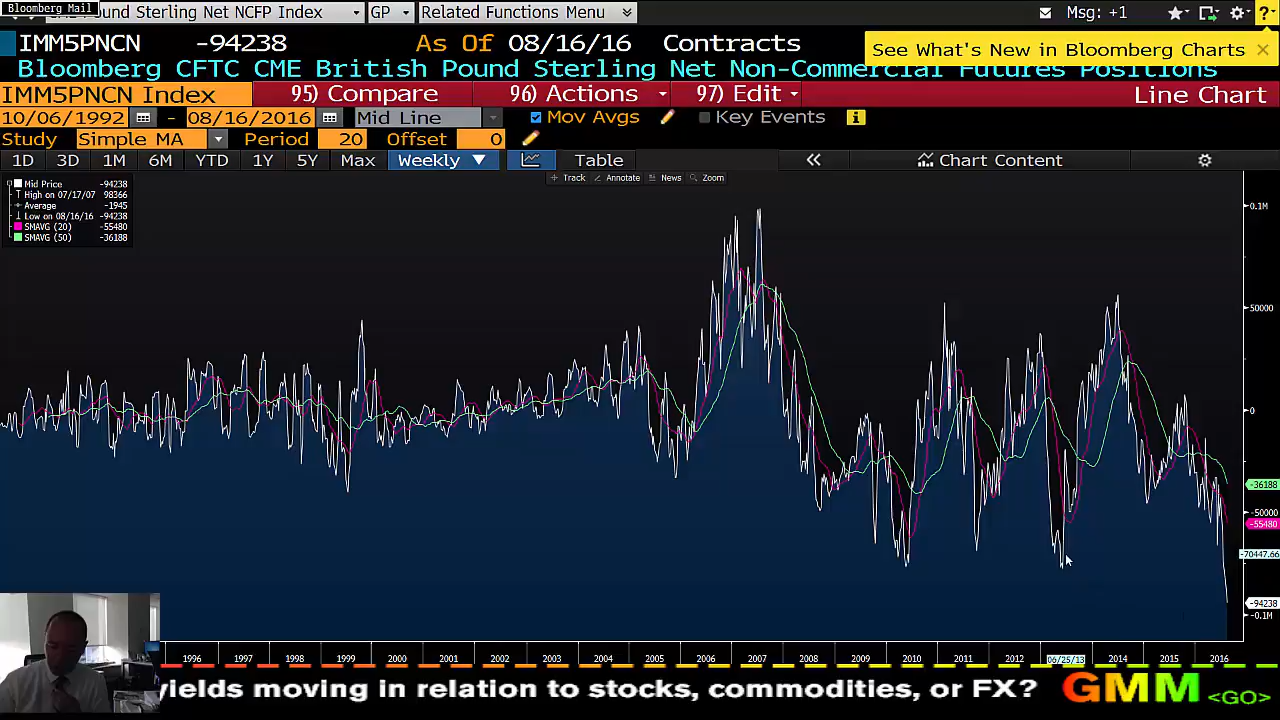 Bloomberg Mail
Pound Sterling Net NCFP Index GP Related Functions Menu Msg: +1
IMM5PNCN -94238 As Of 08/16/16 Contracts
See What's New in Bloomberg Charts
Bloomberg CFTC CME British Pound Sterling Net Non-Commercial Futures Positions
IMM5PNCN Index 95) Compare 96) Actions 97) Edit Line Chart
10/06/1992 - 08/16/2016 Mid Line Mov Avgs Key Events
Study Simple MA Period 20 Offset 0
1D 3D 1M 6M YTD 1Y 5Y Max Weekly Table Chart Content
Track Annotate News Zoom
Mid Price -94238
High on 07/17/07 98366
Average -1945
Low on 08/16/16 -94238
SMAVG (20) -55480
SMAVG (50) -36188
0.1M
50000
0
-36188
-50000
-55480
-70447.66
-94238
-0.1M
1996 1997 1998 1999 2000 2001 2002 2003 2004 2005 2006 2007 2008 2009 2010 2011 2012 06/25/13 2014 2015 2016
yields moving in relation to stocks, commodities, or FX? GMM <GO>